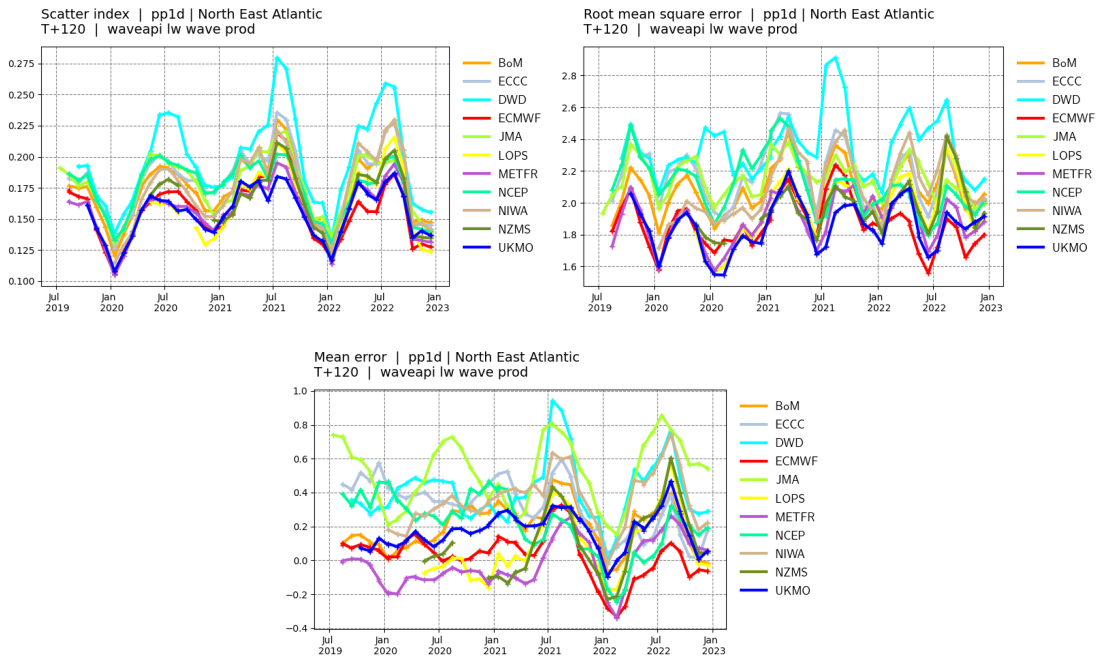 Scatter index | pp1d | North East Atlantic
T+120 | waveapi lw wave prod
0.275
0.250
0.225
0.200
0.175
0.150
0.125
0.100
Jul 2019
Jan 2020
Jul 2020
Jan 2021
Jul 2021
Jan 2022
Jul 2022
Jan 2023
BoM
ECCC
DWD
ECMWF
JMA
LOPS
METFR
NCEP
NIWA
NZMS
UKMO
Root mean square error | pp1d | North East Atlantic
T+120 | waveapi lw wave prod
2.8
2.6
2.4
2.2
2.0
1.8
1.6
Jul 2019
Jan 2020
Jul 2020
Jan 2021
Jul 2021
Jan 2022
Jul 2022
Jan 2023
BoM
ECCC
DWD
ECMWF
JMA
LOPS
METFR
NCEP
NIWA
NZMS
UKMO
Mean error | pp1d | North East Atlantic
T+120 | waveapi lw wave prod
1.0
0.8
0.6
0.4
0.2
0.0
−0.2
−0.4
Jul 2019
Jan 2020
Jul 2020
Jan 2021
Jul 2021
Jan 2022
Jul 2022
Jan 2023
BoM
ECCC
DWD
ECMWF
JMA
LOPS
METFR
NCEP
NIWA
NZMS
UKMO